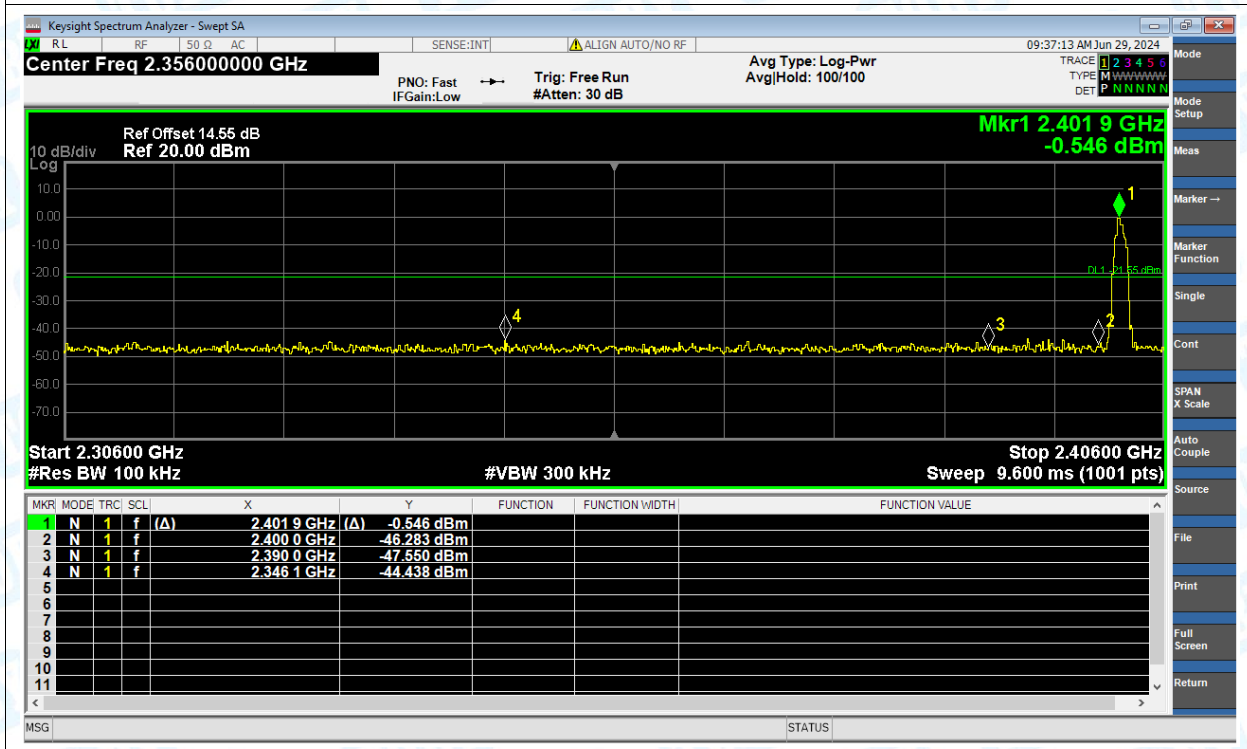 Keysight Spectrum Analyzer - Swept SA
LXI RL RF 50 Ω AC SENSE:INT ALIGN AUTO/NO RF 09:37:13 AM Jun 29, 2024
Center Freq 2.356000000 GHz
PNO: Fast
IFGain:Low
Trig: Free Run
#Atten: 30 dB
Avg Type: Log-Pwr
Avg|Hold: 100/100
TRACE 1 2 3 4 5 6
TYPE M W W W W W
DET P N N N N N
Ref Offset 14.55 dB
10 dB/div Ref 20.00 dBm
Log
Mkr1 2.401 9 GHz
-0.546 dBm
10.0
0.00
-10.0
-20.0
-30.0
-40.0
-50.0
-60.0
-70.0
1
DL1 -21.55 dBm
4
3
2
Start 2.30600 GHz Stop 2.40600 GHz
#Res BW 100 kHz #VBW 300 kHz Sweep 9.600 ms (1001 pts)
MKR MODE TRC SCL X Y FUNCTION FUNCTION WIDTH FUNCTION VALUE
1 N 1 f (Δ) 2.401 9 GHz (Δ) -0.546 dBm
2 N 1 f 2.400 0 GHz -46.283 dBm
3 N 1 f 2.390 0 GHz -47.550 dBm
4 N 1 f 2.346 1 GHz -44.438 dBm
5
6
7
8
9
10
11
MSG STATUS
Mode
Mode
Setup
Meas
Marker →
Marker
Function
Single
Cont
SPAN
X Scale
Auto
Couple
Source
File
Print
Full
Screen
Return